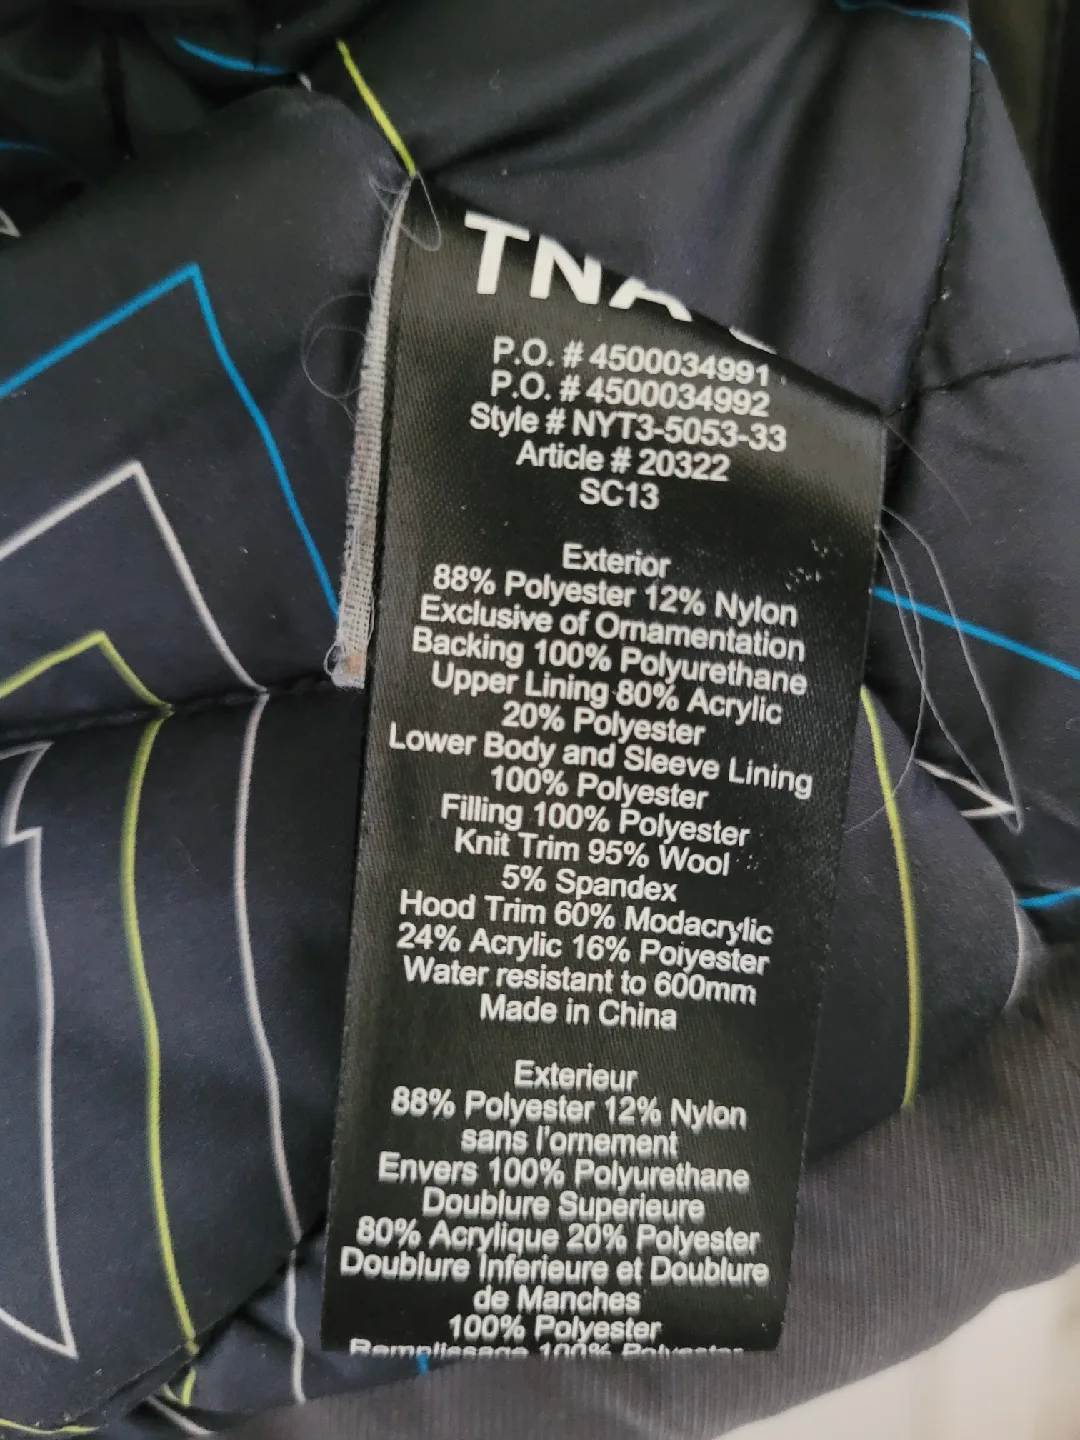 TNA
P.O. # 4500034991
P.O. # 4500034992
Style # NYT3-5053-33
Article # 20322
SC13
Exterior
88% Polyester 12% Nylon
Exclusive of Ornamentation
Backing 100% Polyurethane
Upper Lining 80% Acrylic
20% Polyester
Lower Body and Sleeve Lining
100% Polyester
Filling 100% Polyester
Knit Trim 95% Wool
5% Spandex
Hood Trim 60% Modacrylic
24% Acrylic 16% Polyester
Water resistant to 600mm
Made in China
Exterieur
88% Polyester 12% Nylon
sans l'ornement
Envers 100% Polyurethane
Doublure Superieure
80% Acrylique 20% Polyester
Doublure Inferieure et Doublure
de Manches
100% Polyester
Remplissage 100% Polyester